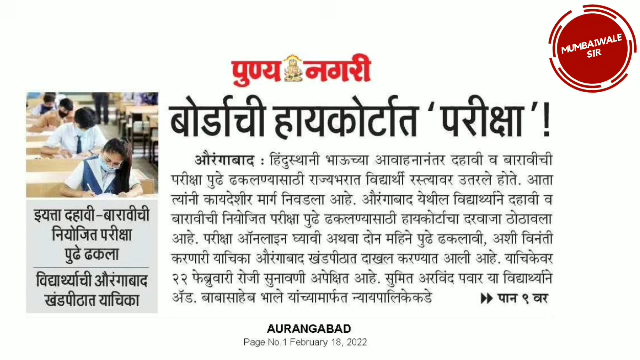 MUMBAIWALE
SIR
पुण्य नगरी
बोर्डाची हायकोर्टात ‘परीक्षा’!
औरंगाबाद : हिंदुस्थानी भाऊच्या आवाहनानंतर दहावी व बारावीची
परीक्षा पुढे ढकलण्यासाठी राज्यभरात विद्यार्थी रस्त्यावर उतरले होते. आता
त्यांनी कायदेशीर मार्ग निवडला आहे. औरंगाबाद येथील विद्यार्थ्याने दहावी व
बारावीची नियोजित परीक्षा पुढे ढकलण्यासाठी हायकोर्टाचा दरवाजा ठोठावला
आहे. परीक्षा ऑनलाइन घ्यावी अथवा दोन महिने पुढे ढकलावी, अशी विनंती
करणारी याचिका औरंगाबाद खंडपीठात दाखल करण्यात आली आहे. याचिकेवर
२२ फेब्रुवारी रोजी सुनावणी अपेक्षित आहे. सुमित अरविंद पवार या विद्यार्थ्याने
ॲड. बाबासाहेब भाले यांच्यामार्फत न्यायपालिकेकडे
पान ९ वर
इयत्ता दहावी-बारावीची
नियोजित परीक्षा
पुढे ढकला
विद्यार्थ्याची औरंगाबाद
खंडपीठात याचिका
AURANGABAD
Page No.1 February 18, 2022